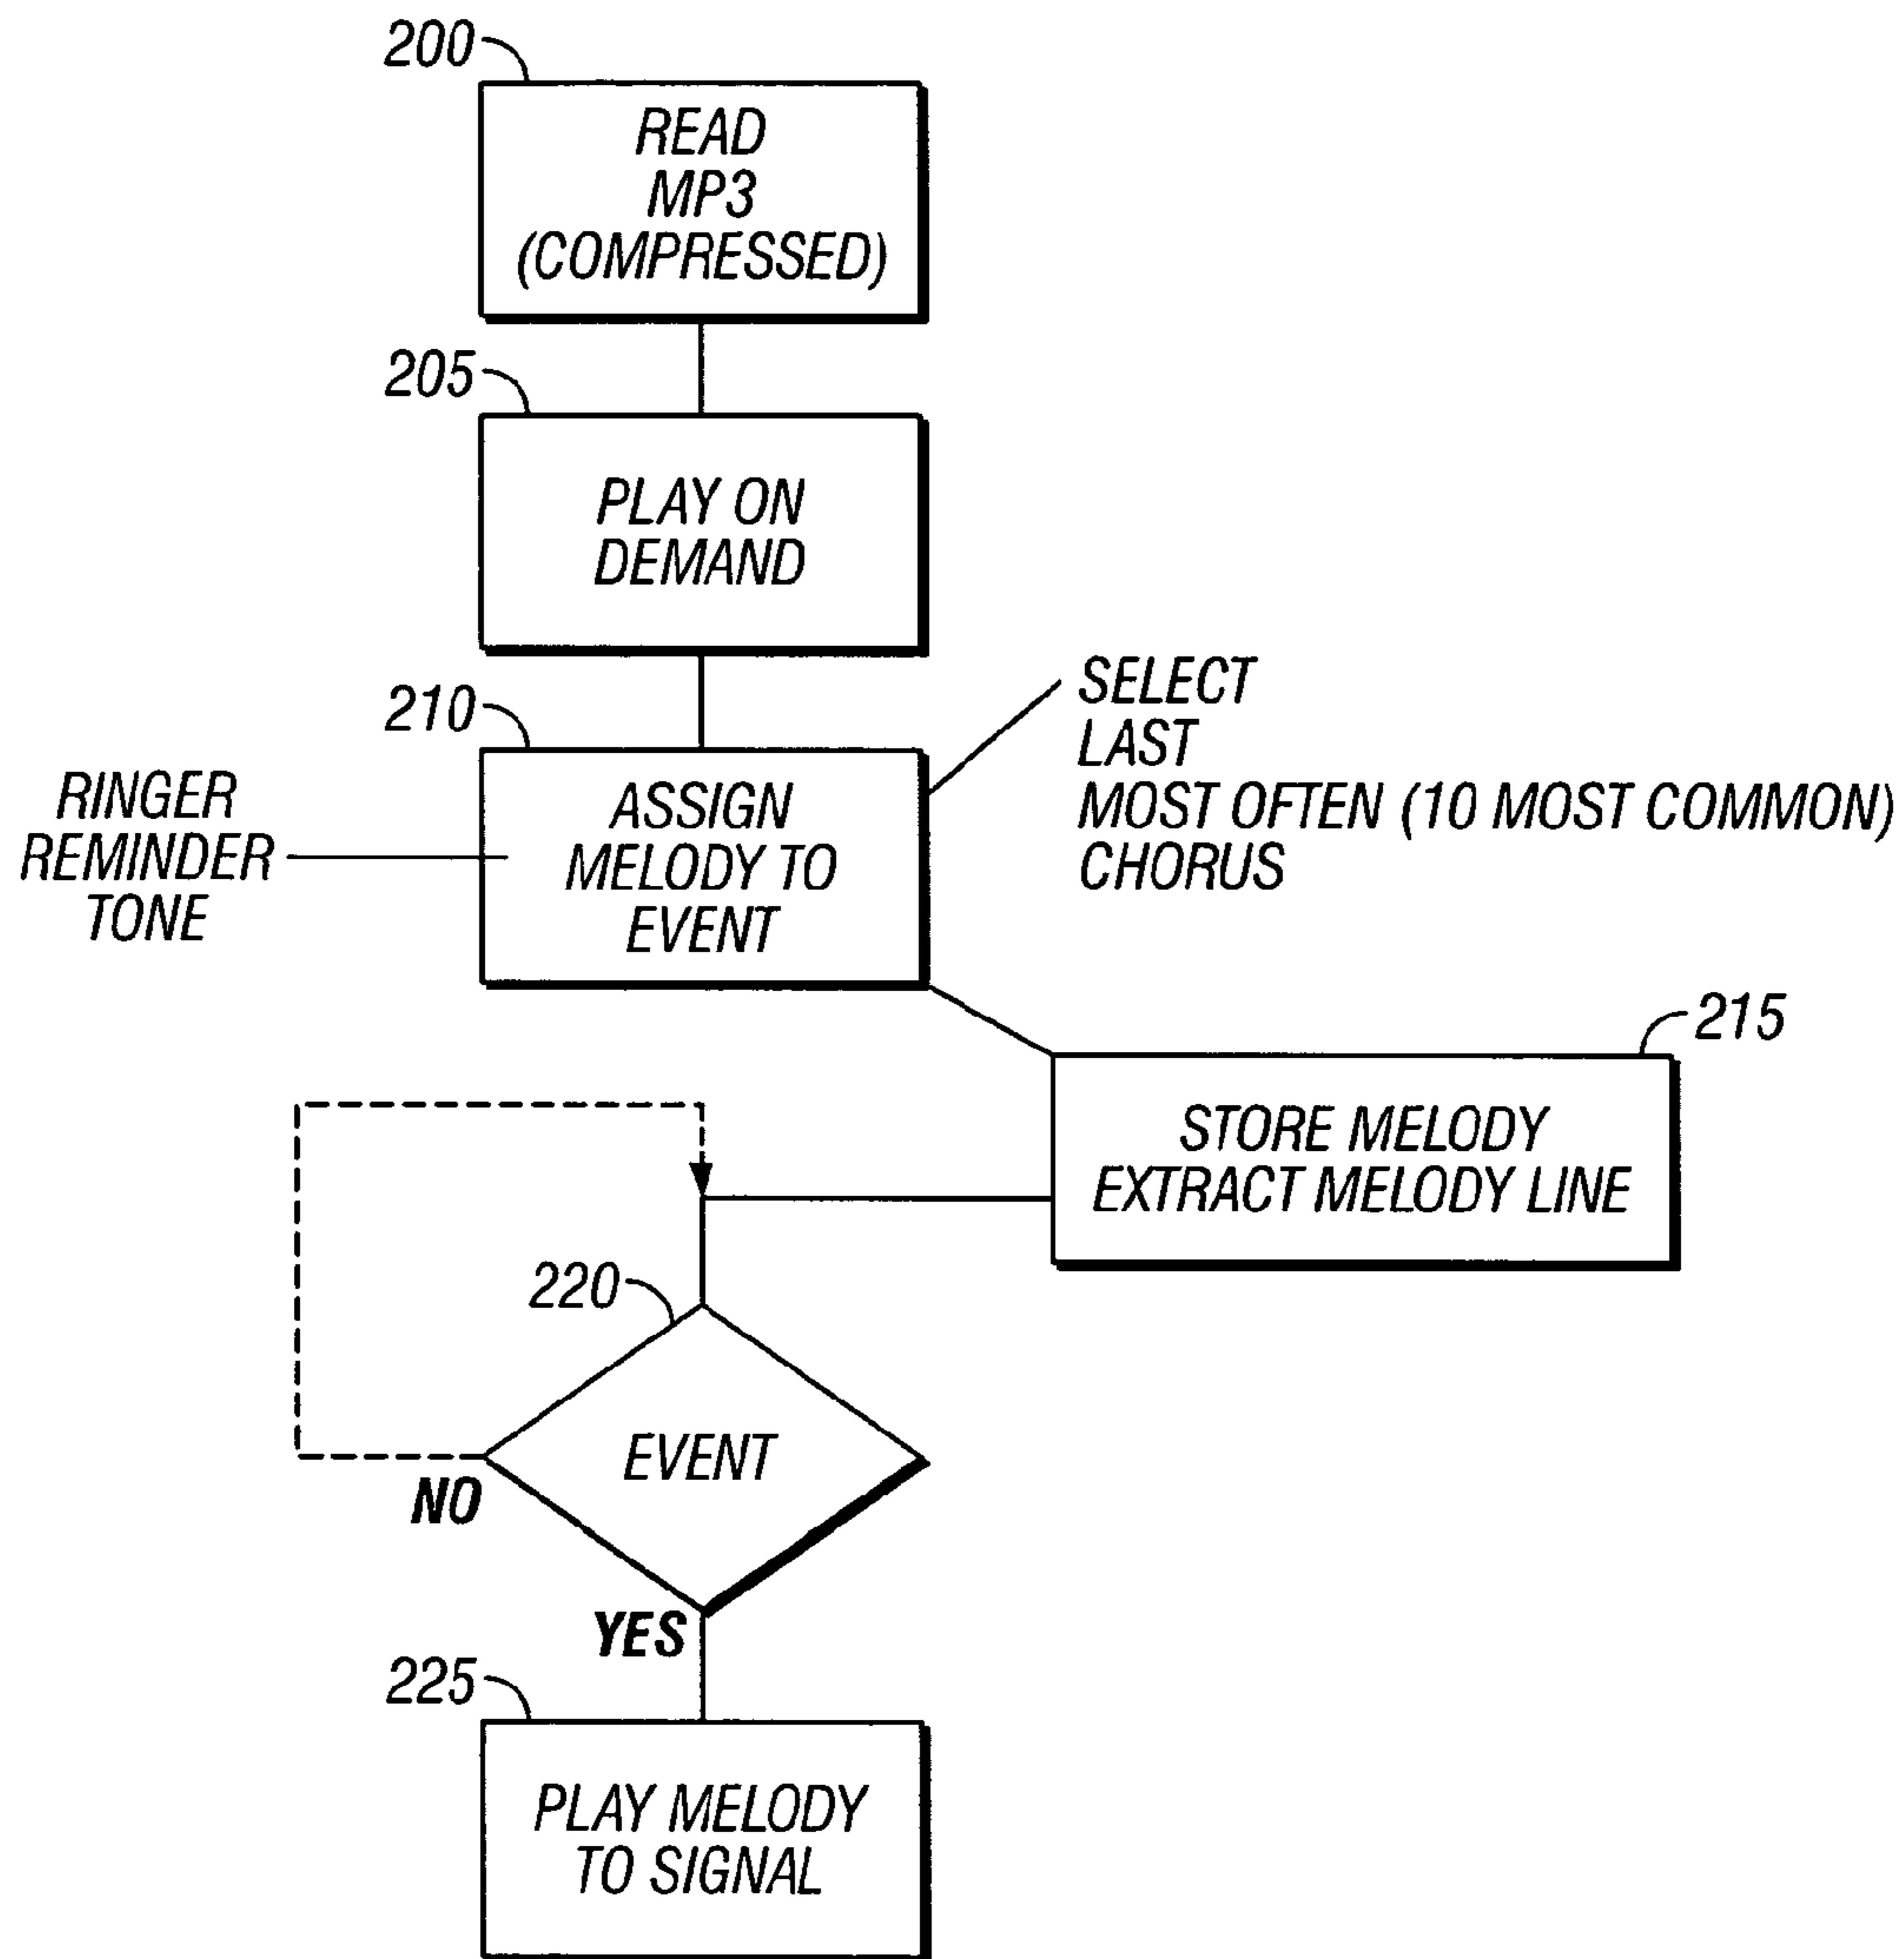 200
READ
MP3
(COMPRESSED)
205
PLAY ON
DEMAND
210
ASSIGN
MELODY TO
EVENT
RINGER
REMINDER
TONE
SELECT
LAST
MOST OFTEN (10 MOST COMMON)
CHORUS
215
STORE MELODY
EXTRACT MELODY LINE
220
EVENT
NO
YES
225
PLAY MELODY
TO SIGNAL